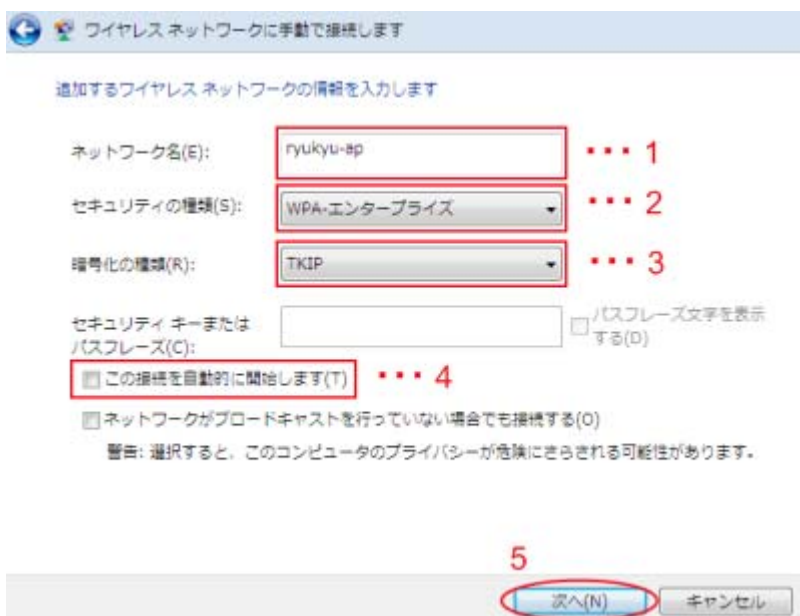 ワイヤレス ネットワークに手動で接続します
追加するワイヤレス ネットワークの情報を入力します
ネットワーク名(E): ryukyu-ap ･･･ 1
セキュリティの種類(S): WPA-エンタープライズ ･･･ 2
暗号化の種類(R): TKIP ･･･ 3
セキュリティ キーまたは
パスフレーズ(C):
パスフレーズ文字を表示
する(D)
この接続を自動的に開始します(T) ･･･ 4
ネットワークがブロードキャストを行っていない場合でも接続する(O)
警告: 選択すると、このコンピュータのプライバシーが危険にさらされる可能性があります。
5
次へ(N) キャンセル